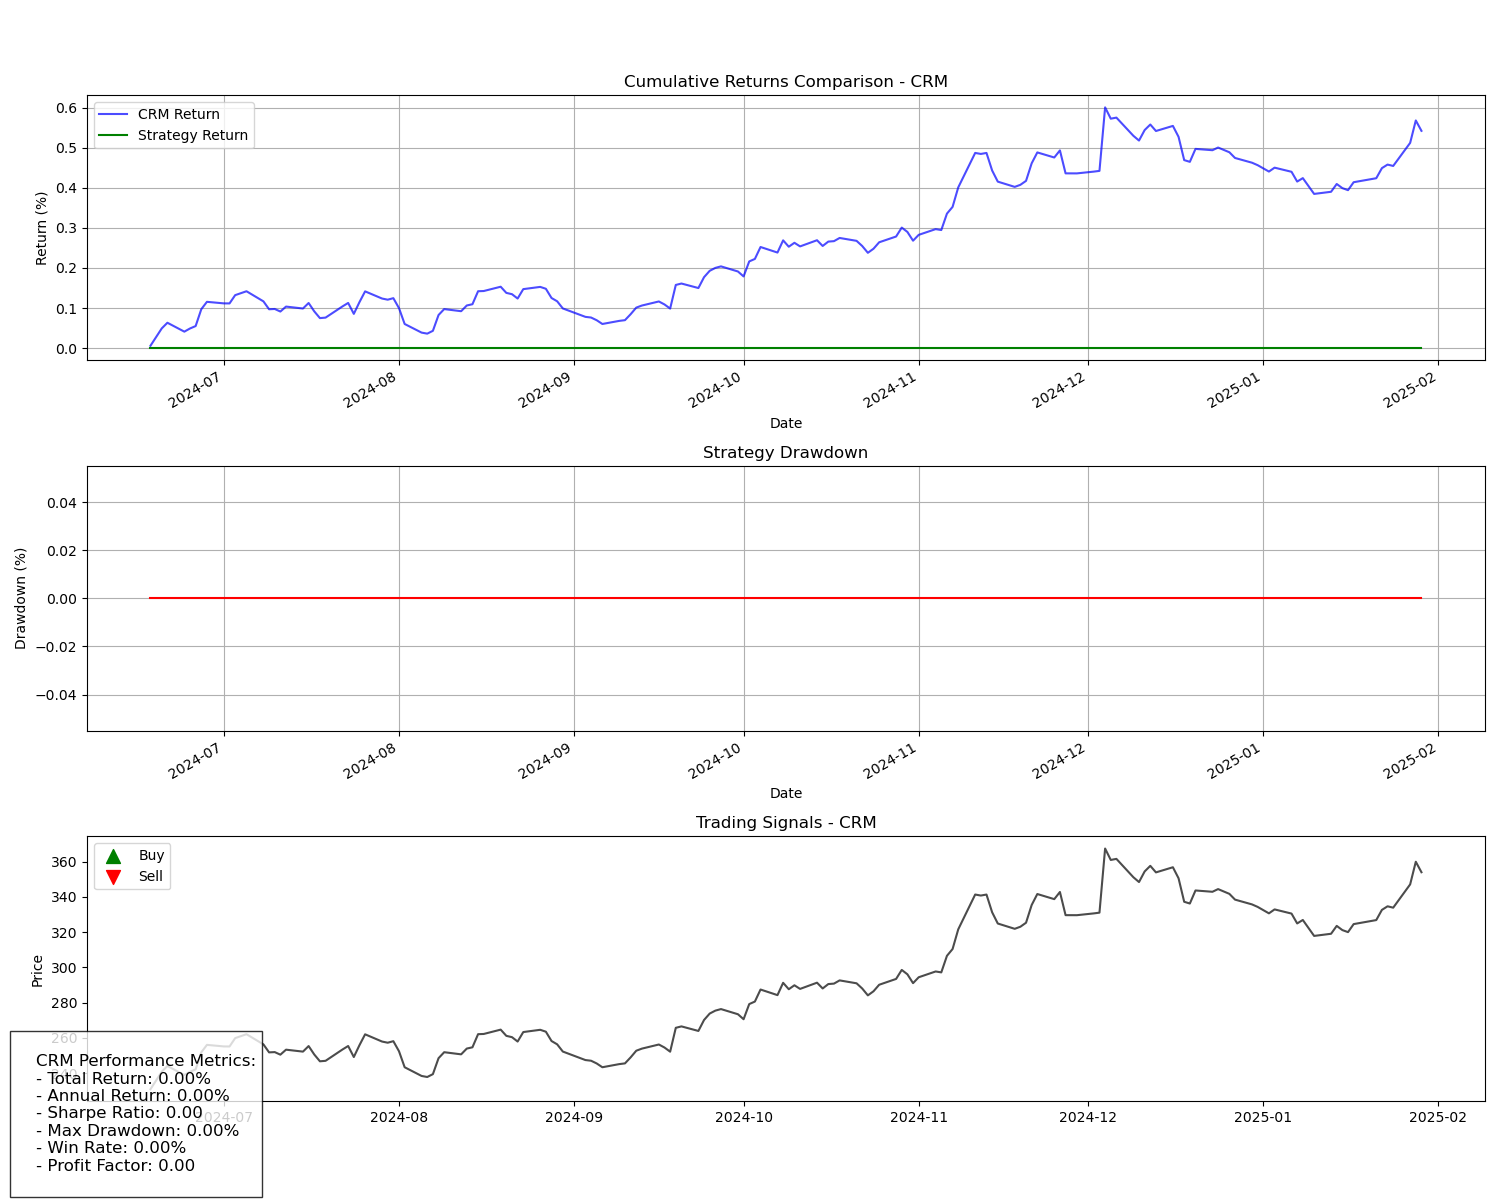 Cumulative Returns Comparison - CRM
CRM Return
Strategy Return
Return (%)
0.6
0.5
0.4
0.3
0.2
0.1
0.0
2024-07
2024-08
2024-09
2024-10
2024-11
2024-12
2025-01
2025-02
Date
Strategy Drawdown
Drawdown (%)
0.04
0.02
0.00
−0.02
−0.04
2024-07
2024-08
2024-09
2024-10
2024-11
2024-12
2025-01
2025-02
Date
Trading Signals - CRM
Buy
Sell
Price
360
340
320
300
280
260
CRM Performance Metrics:
- Total Return: 0.00%
- Annual Return: 0.00%
- Sharpe Ratio: 0.00
- Max Drawdown: 0.00%
- Win Rate: 0.00%
- Profit Factor: 0.00
2024-07
2024-08
2024-09
2024-10
2024-11
2024-12
2025-01
2025-02